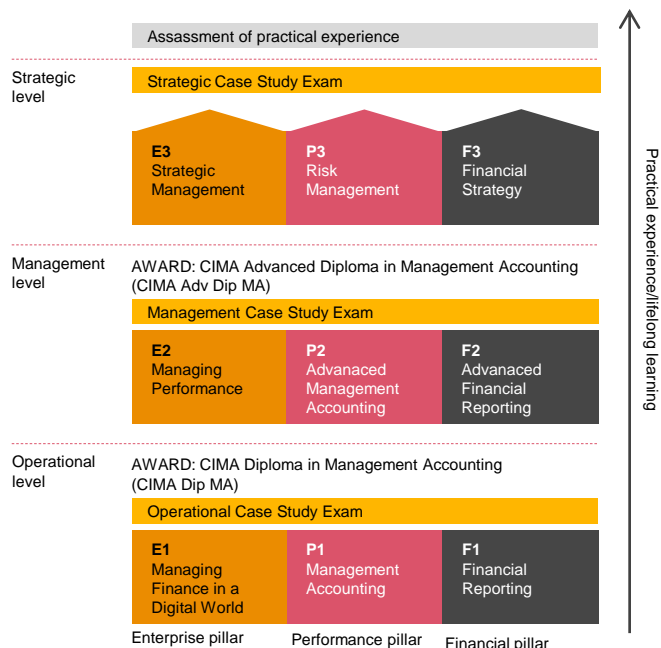 Assassment of practical experience
Strategic
level
Strategic Case Study Exam
E3
Strategic
Management
P3
Risk
Management
F3
Financial
Strategy
Management
level
AWARD: CIMA Advanced Diploma in Management Accounting
(CIMA Adv Dip MA)
Management Case Study Exam
E2
Managing
Performance
P2
Advanaced
Management
Accounting
F2
Advanaced
Financial
Reporting
Operational
level
AWARD: CIMA Diploma in Management Accounting
(CIMA Dip MA)
Operational Case Study Exam
E1
Managing
Finance in a
Digital World
P1
Management
Accounting
F1
Financial
Reporting
Enterprise pillar
Performance pillar
Financial pillar
Practical experience/lifelong learning